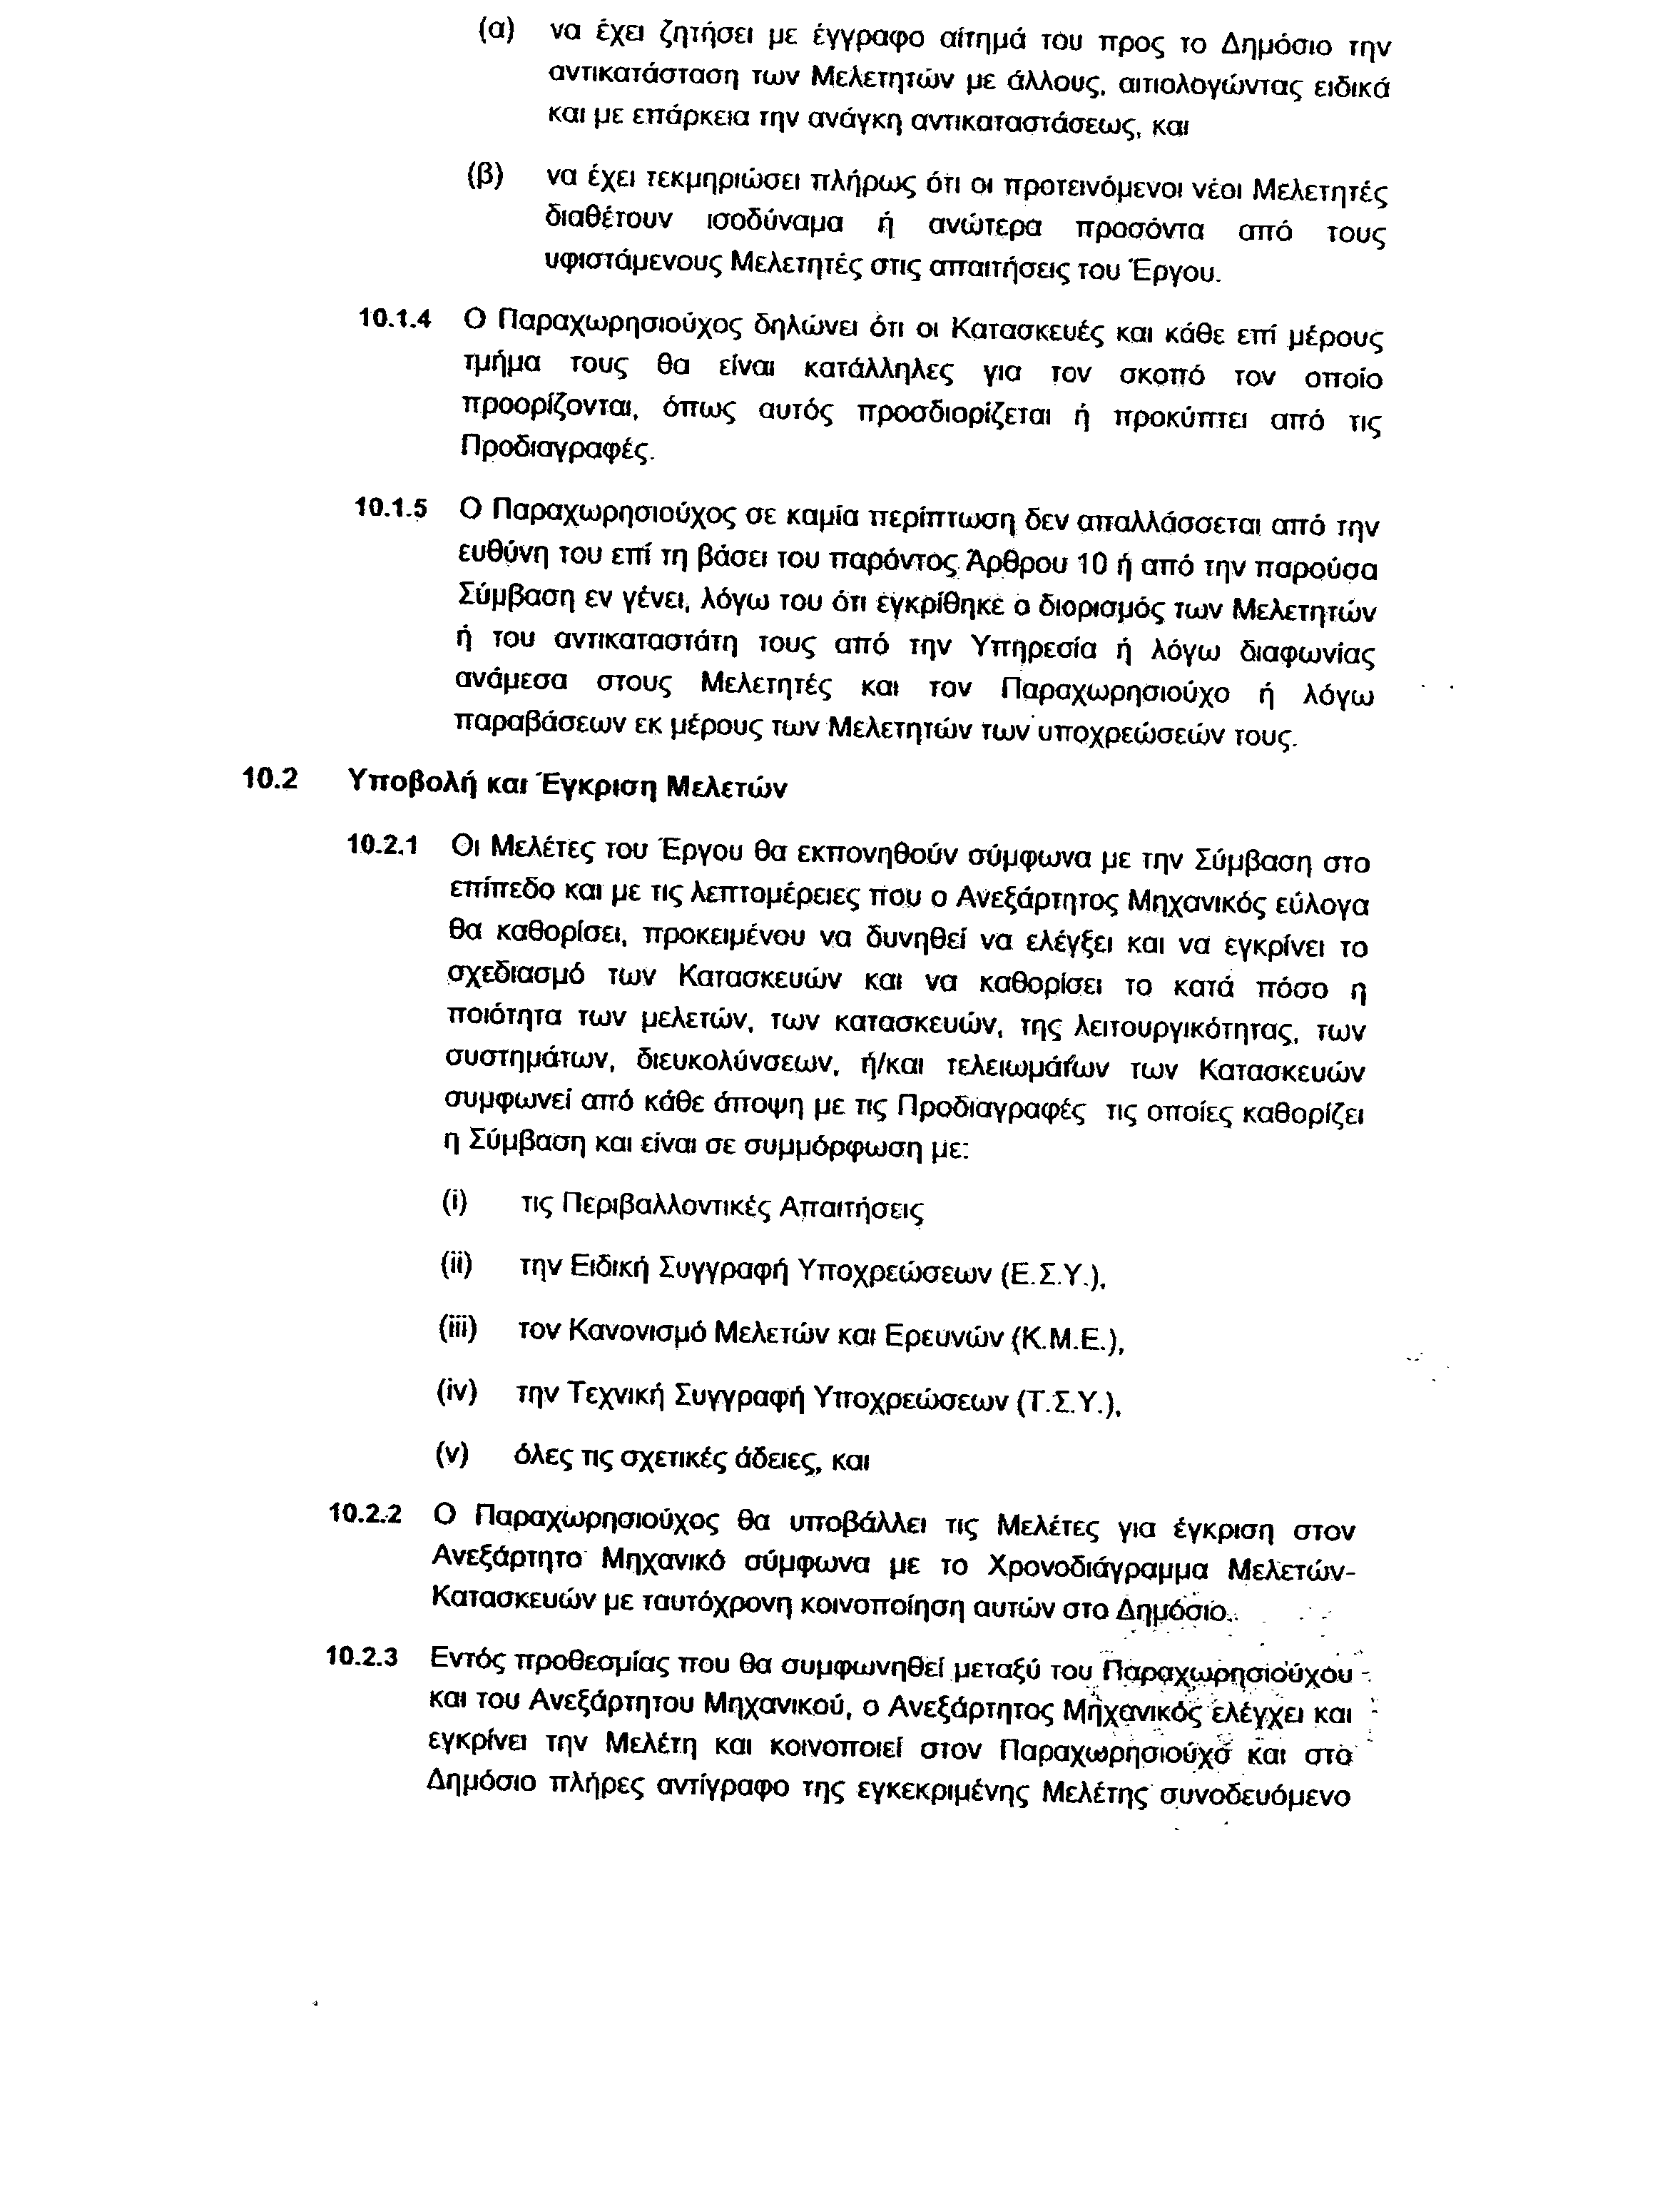 (α) να έχει ζητήσει με έγγραφο αίτημά του προς το Δημόσιο την
αντικατάσταση των Μελετητών με άλλους, αιτιολογώντας ειδικά
και με επάρκεια την ανάγκη αντικαταστάσεως, και
(β) να έχει τεκμηριώσει πλήρως ότι οι προτεινόμενοι νέοι Μελετητές
διαθέτουν ισοδύναμα ή ανώτερα προσόντα από τους
υφιστάμενους Μελετητές στις απαιτήσεις του Έργου.
10.1.4 Ο Παραχωρησιούχος δηλώνει ότι οι Κατασκευές και κάθε επί μέρους
τμήμα τους θα είναι κατάλληλες για τον σκοπό τον οποίο
προορίζονται, όπως αυτός προσδιορίζεται ή προκύπτει από τις
Προδιαγραφές.
10.1.5 Ο Παραχωρησιούχος σε καμία περίπτωση δεν απαλλάσσεται από την
ευθύνη του επί τη βάσει του παρόντος Άρθρου 10 ή από την παρούσα
Σύμβαση εν γένει, λόγω του ότι εγκρίθηκε ο διορισμός των Μελετητών
ή του αντικαταστάτη τους από την Υπηρεσία ή λόγω διαφωνίας
ανάμεσα στους Μελετητές και τον Παραχωρησιούχο ή λόγω
παραβάσεων εκ μέρους των Μελετητών των υποχρεώσεών τους.
10.2 Υποβολή και Έγκριση Μελετών
10.2.1 Οι Μελέτες του Έργου θα εκπονηθούν σύμφωνα με την Σύμβαση στο
επίπεδο και με τις λεπτομέρειες που ο Ανεξάρτητος Μηχανικός εύλογα
θα καθορίσει, προκειμένου να δυνηθεί να ελέγξει και να εγκρίνει το
σχεδιασμό των Κατασκευών και να καθορίσει το κατά πόσο η
ποιότητα των μελετών, των κατασκευών, της λειτουργικότητας, των
συστημάτων, διευκολύνσεων, ή/και τελειωμάτων των Κατασκευών
συμφωνεί από κάθε άποψη με τις Προδιαγραφές τις οποίες καθορίζει
η Σύμβαση και είναι σε συμμόρφωση με:
(i) τις Περιβαλλοντικές Απαιτήσεις
(ii) την Ειδική Συγγραφή Υποχρεώσεων (Ε.Σ.Υ.),
(iii) τον Κανονισμό Μελετών και Ερευνών (Κ.Μ.Ε.),
(iv) την Τεχνική Συγγραφή Υποχρεώσεων (Τ.Σ.Υ.),
(v) όλες τις σχετικές άδειες, και
10.2.2 Ο Παραχωρησιούχος θα υποβάλλει τις Μελέτες για έγκριση στον
Ανεξάρτητο Μηχανικό σύμφωνα με το Χρονοδιάγραμμα Μελετών-
Κατασκευών με ταυτόχρονη κοινοποίηση αυτών στο Δημόσιο.
10.2.3 Εντός προθεσμίας που θα συμφωνηθεί μεταξύ του Παραχωρησιούχου
και του Ανεξάρτητου Μηχανικού, ο Ανεξάρτητος Μηχανικός ελέγχει και
εγκρίνει την Μελέτη και κοινοποιεί στον Παραχωρησιούχο και στο
Δημόσιο πλήρες αντίγραφο της εγκεκριμένης Μελέτης συνοδευόμενο